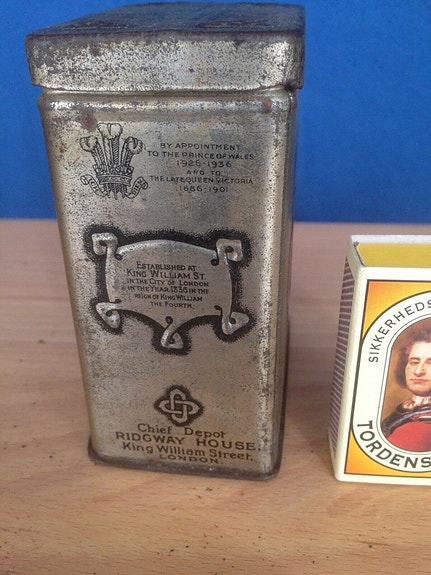 BY APPOINTMENT
TO THE PRINCE OF WALES
1925-1936
AND TO
THE LATE QUEEN VICTORIA
1886-1901
ESTABLISHED AT
KING WILLIAM ST.
IN THE CITY OF LONDON
IN THE YEAR 1836 IN THE
REIGN OF KING WILLIAM
THE FOURTH
Chief Depot
RIDGWAY HOUSE.
King William Street,
LONDON.
SIKKERHEDS
TORDENS